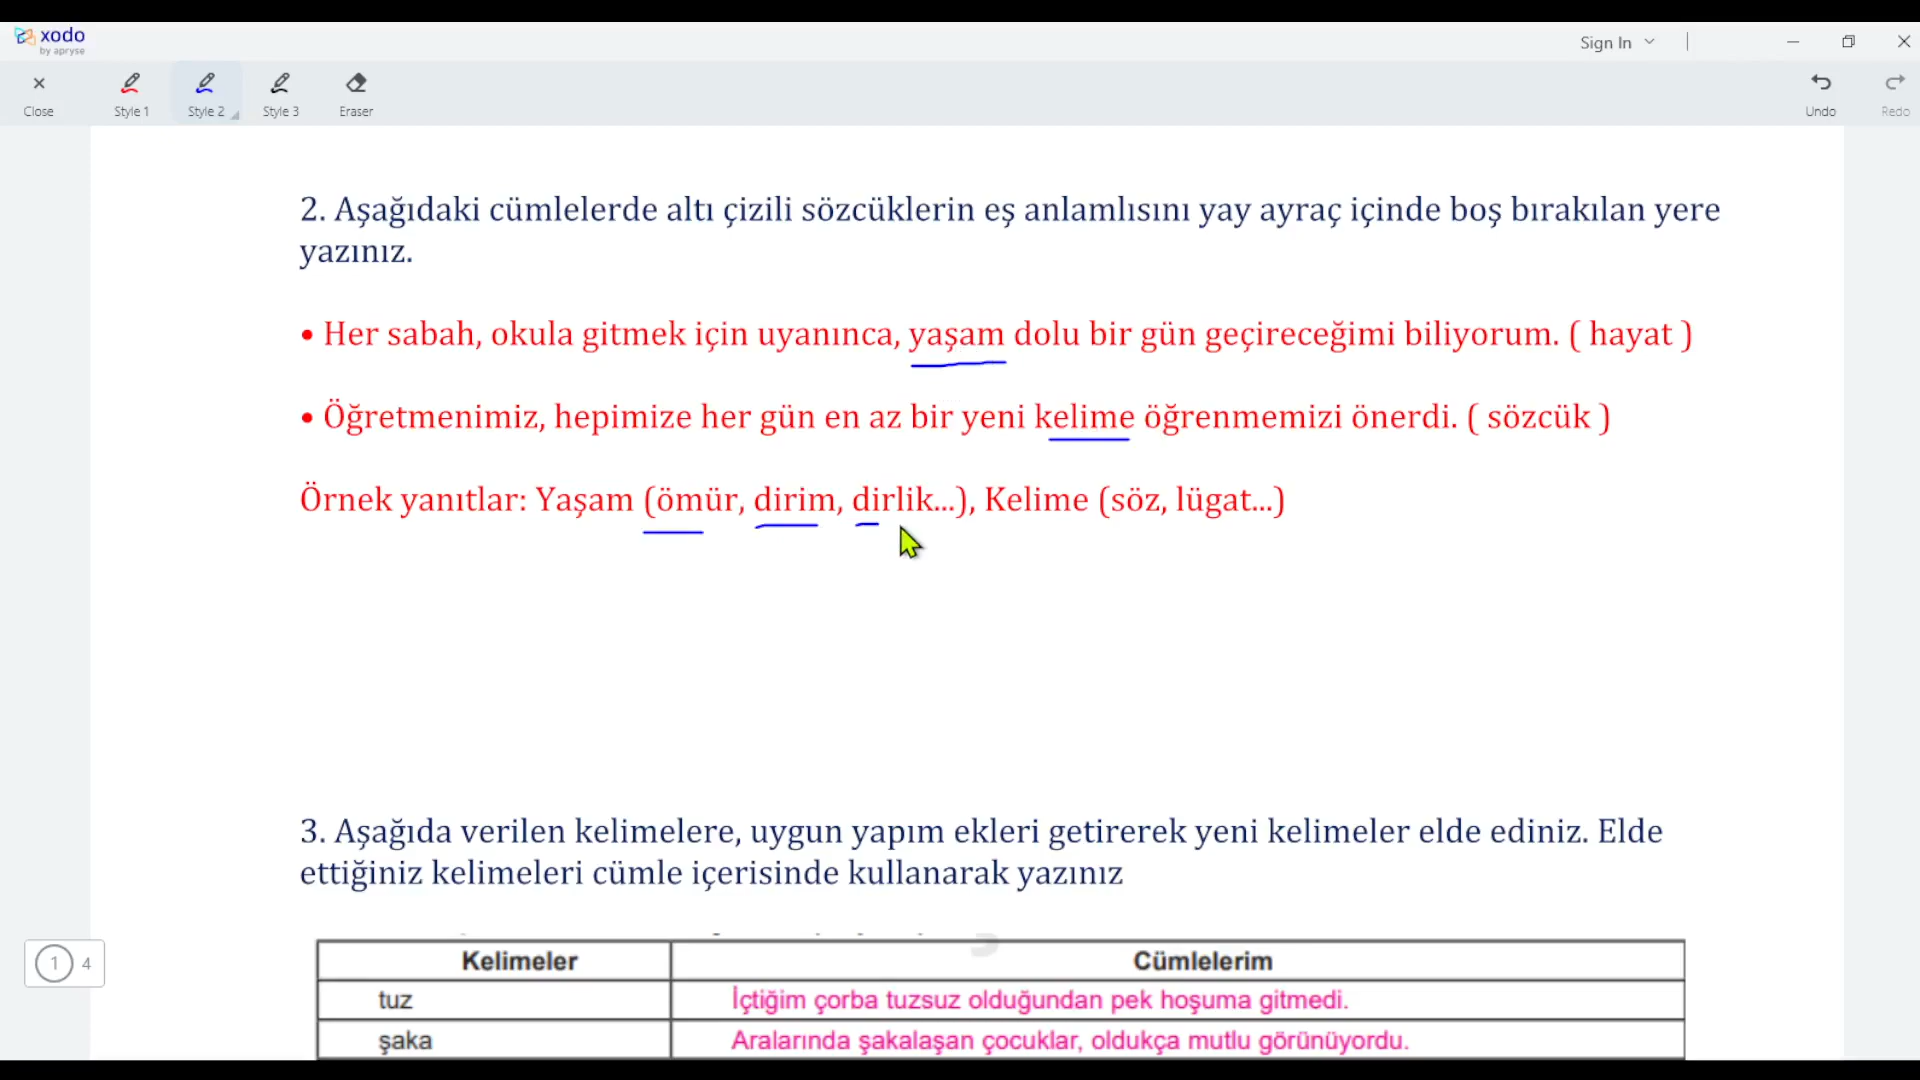 xodo
by apryse
Sign In
Close
Style 1
Style 2
Style 3
Eraser
Undo
Redo
2. Aşağıdaki cümlelerde altı çizili sözcüklerin eş anlamlısını yay ayraç içinde boş bırakılan yere
yazınız.
• Her sabah, okula gitmek için uyanınca, yaşam dolu bir gün geçireceğimi biliyorum. ( hayat )
• Öğretmenimiz, hepimize her gün en az bir yeni kelime öğrenmemizi önerdi. ( sözcük )
Örnek yanıtlar: Yaşam (ömür, dirim, dirlik...), Kelime (söz, lügat...)
3. Aşağıda verilen kelimelere, uygun yapım ekleri getirerek yeni kelimeler elde ediniz. Elde
ettiğiniz kelimeleri cümle içerisinde kullanarak yazınız
Kelimeler Cümlelerim
tuz İçtiğim çorba tuzsuz olduğundan pek hoşuma gitmedi.
şaka Aralarında şakalaşan çocuklar, oldukça mutlu görünüyordu.
1 4